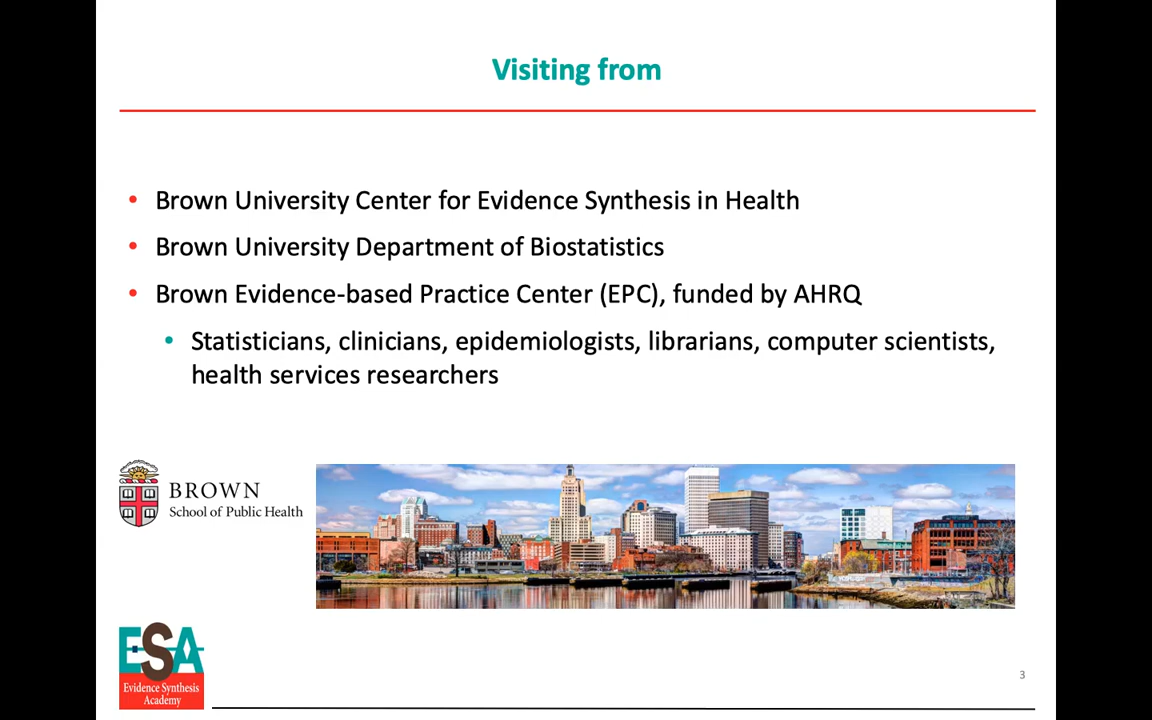 Visiting from
• Brown University Center for Evidence Synthesis in Health
• Brown University Department of Biostatistics
• Brown Evidence-based Practice Center (EPC), funded by AHRQ
• Statisticians, clinicians, epidemiologists, librarians, computer scientists,
health services researchers
BROWN
School of Public Health
ESA
Evidence Synthesis
Academy
3